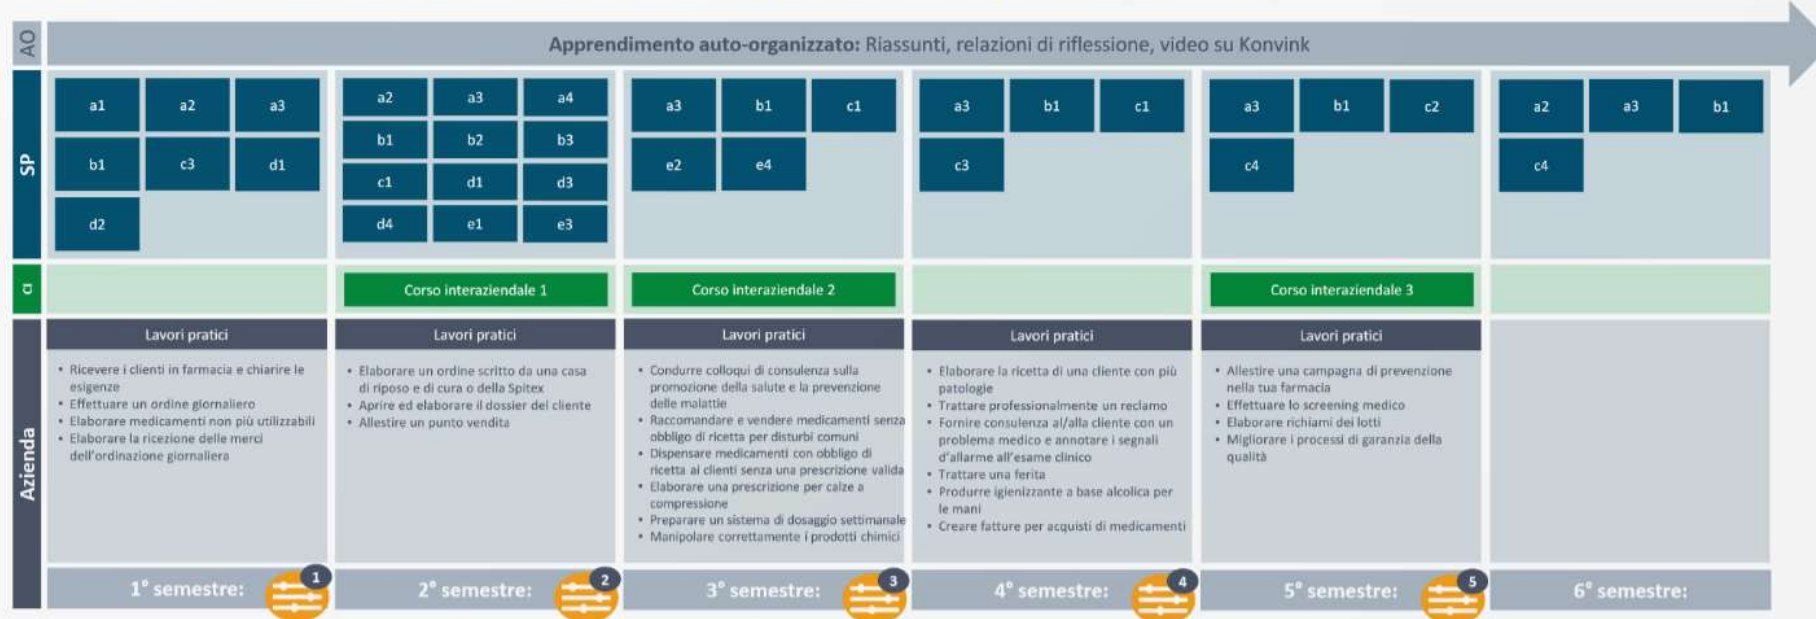 AO
Apprendimento auto-organizzato: Riassunti, relazioni di riflessione, video su Konvink
SP
a1 a2 a3
b1 c3 d1
d2
a2 a3 a4
b1 b2 b3
c1 d1 d3
d4 e1 e3
a3 b1 c1
e2 e4
a3 b1 c1
c3
a3 b1 c2
c4
a2 a3 b1
c4
CI
Corso interaziendale 1
Corso interaziendale 2
Corso interaziendale 3
Azienda
Lavori pratici
• Ricevere i clienti in farmacia e chiarire le
esigenze
• Effettuare un ordine giornaliero
• Elaborare medicamenti non più utilizzabili
• Elaborare la ricezione delle merci
dell'ordinazione giornaliera
Lavori pratici
• Elaborare un ordine scritto da una casa
di riposo e di cura o della Spitex
• Aprire ed elaborare il dossier del cliente
• Allestire un punto vendita
Lavori pratici
• Condurre colloqui di consulenza sulla
promozione della salute e la prevenzione
delle malattie
• Raccomandare e vendere medicamenti senza
obbligo di ricetta per disturbi comuni
• Dispensare medicamenti con obbligo di
ricetta ai clienti senza una prescrizione valida
• Elaborare una prescrizione per calze a
compressione
• Preparare un sistema di dosaggio settimanale
• Manipolare correttamente i prodotti chimici
Lavori pratici
• Elaborare la ricetta di una cliente con più
patologie
• Trattare professionalmente un reclamo
• Fornire consulenza al/alla cliente con un
problema medico e annotare i segnali
d'allarme all'esame clinico
• Trattare una ferita
• Produrre igienizzante a base alcolica per
le mani
• Creare fatture per acquisti di medicamenti
Lavori pratici
• Allestire una campagna di prevenzione
nella tua farmacia
• Effettuare lo screening medico
• Elaborare richiami dei lotti
• Migliorare i processi di garanzia della
qualità
1° semestre: 1
2° semestre: 2
3° semestre: 3
4° semestre: 4
5° semestre: 5
6° semestre: